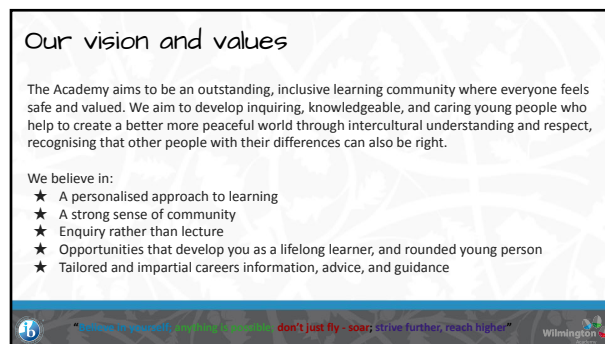 Our vision and values
The Academy aims to be an outstanding, inclusive learning community where everyone feels
safe and valued. We aim to develop inquiring, knowledgeable, and caring young people who
help to create a better more peaceful world through intercultural understanding and respect,
recognising that other people with their differences can also be right.
We believe in:
★ A personalised approach to learning
★ A strong sense of community
★ Enquiry rather than lecture
★ Opportunities that develop you as a lifelong learner, and rounded young person
★ Tailored and impartial careers information, advice, and guidance
"believe in yourself; anything is possible; don't just fly - soar; strive further, reach higher"
Wilmington
Academy